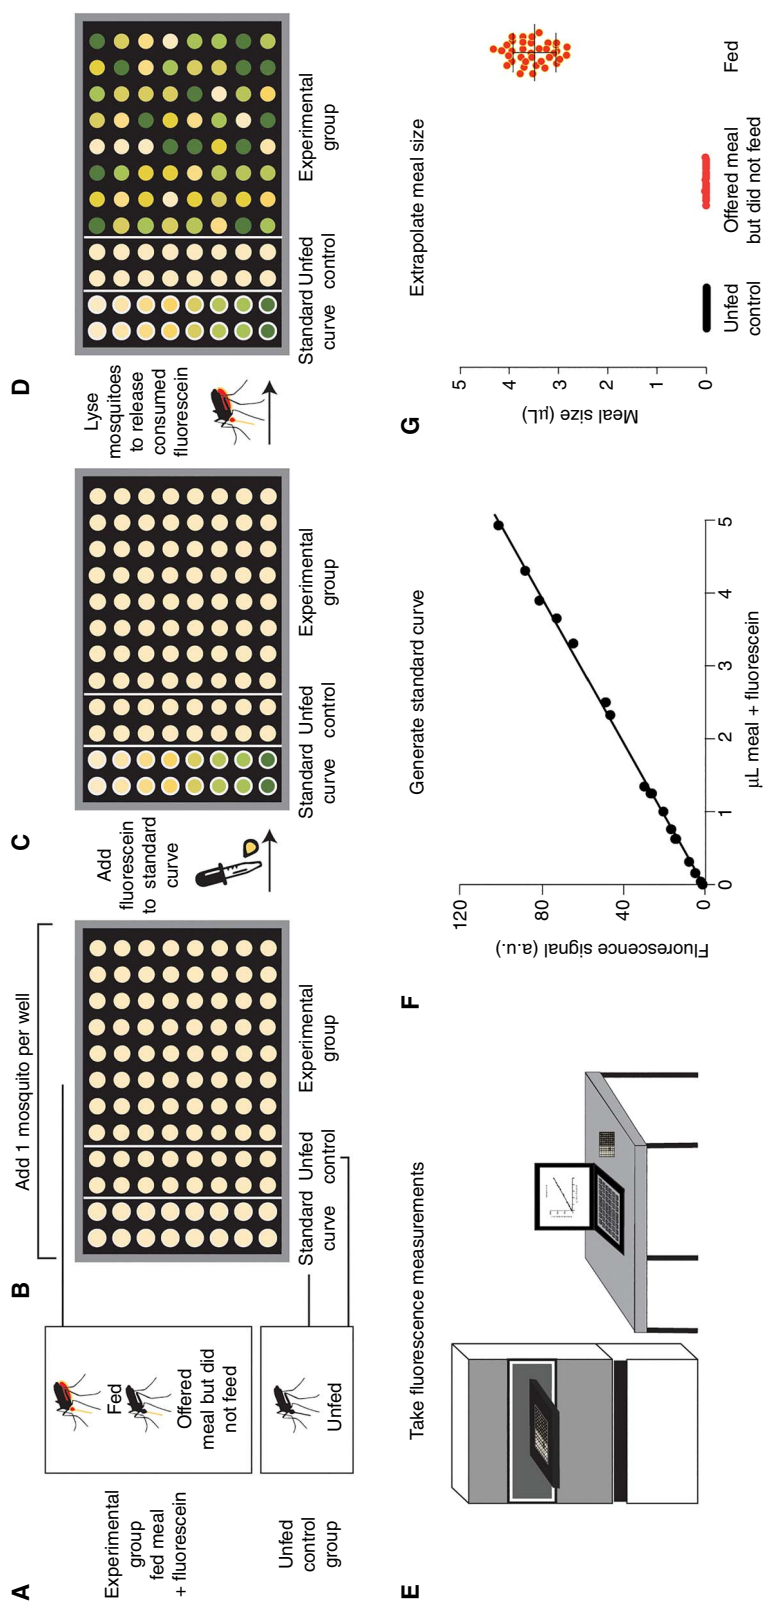 A
Experimental
group
fed meal
+ fluorescein
Fed
Offered
meal but did
not feed
Unfed
control
group
Unfed
B
Add 1 mosquito per well
Standard
curve
Unfed
control
Experimental
group
C
Add
fluorescein
to standard
curve
Standard
curve
Unfed
control
Experimental
group
D
Lyse
mosquitoes
to release
consumed
fluorescein
Standard
curve
Unfed
control
Experimental
group
E
Take fluorescence measurements
F
Generate standard curve
Fluorescence signal (a.u.)
120
80
40
0
0 1 2 3 4 5
µL meal + fluorescein
G
Extrapolate meal size
Meal size (µL)
5
4
3
2
1
0
Unfed
control
Offered meal
but did not feed
Fed